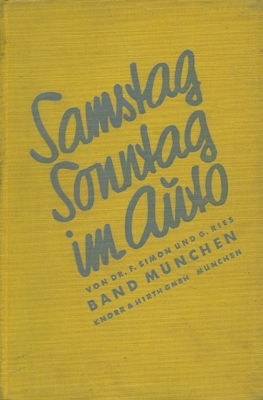 Samstag
Sonntag
im Auto
VON DR. F. SIMON UND G. RIES
BAND MÜNCHEN
KNORR & HIRTH GMBH MÜNCHEN